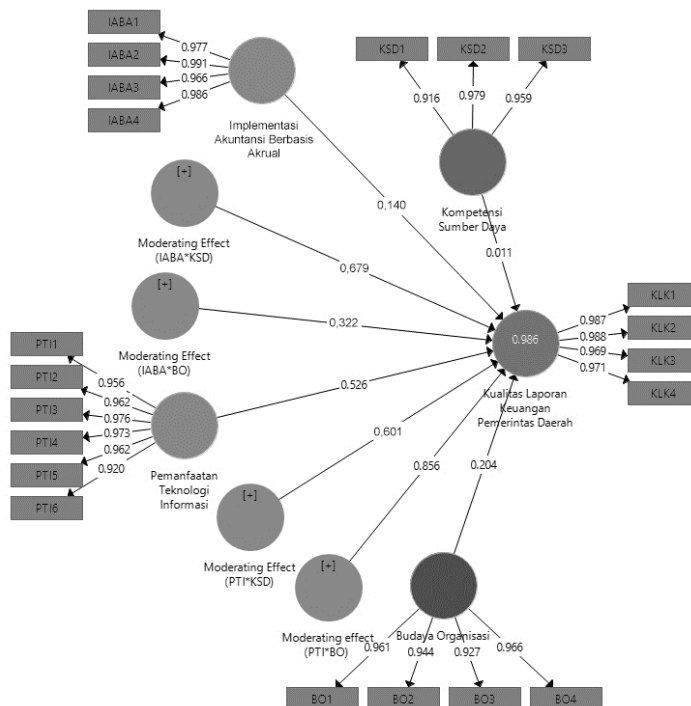 IABA1
IABA2
IABA3
IABA4
0.977
0.991
0.966
0.986
Implementasi
Akuntansi Berbasis
Akrual
KSD1
KSD2
KSD3
0.916
0.979
0.959
Kompetensi
Sumber Daya
[+]
Moderating Effect
(IABA*KSD)
[+]
Moderating Effect
(IABA*BO)
0,140
0.011
0,679
0,322
0.526
0,601
0.856
0.204
0.986
Kualitas Laporan
Keuangan
Pemerintas Daerah
0.987
0.988
0.969
0.971
KLK1
KLK2
KLK3
KLK4
PTI1
PTI2
PTI3
PTI4
PTI5
PTI6
0.956
0.962
0.976
0.973
0.962
0.920
Pemanfaatan
Teknologi
Informasi
[+]
Moderating Effect
(PTI*KSD)
[+]
Moderating effect
(PTI*BO)
Budaya Organisasi
0.961
0.944
0.927
0.966
BO1
BO2
BO3
BO4